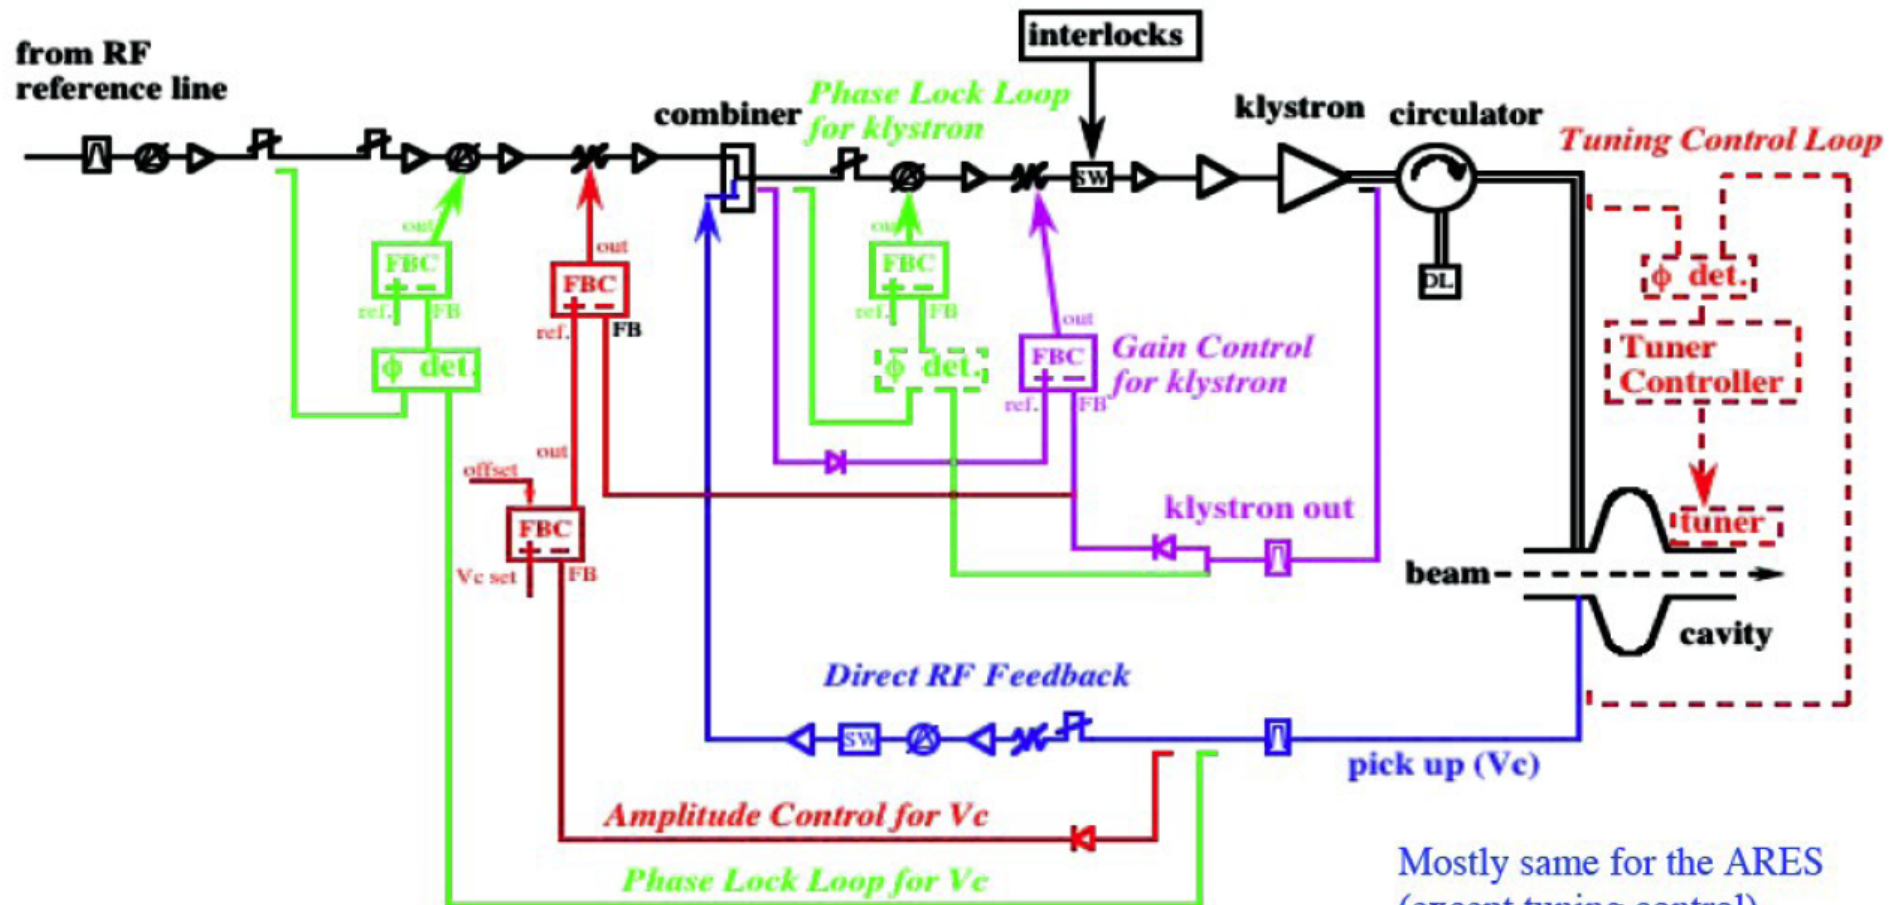 from RF
reference line
interlocks
combiner
Phase Lock Loop
for klystron
klystron
circulator
Tuning Control Loop
SW
out
FBC
ref.
FB
φ det.
out
FBC
ref.
FB
out
FBC
ref.
FB
φ det.
out
FBC
ref.
FB
Gain Control
for klystron
DL
φ det.
Tuner
Controller
tuner
offset
out
FBC
Vc set
FB
klystron out
beam
cavity
Direct RF Feedback
SW
pick up (Vc)
Amplitude Control for Vc
Phase Lock Loop for Vc
Mostly same for the ARES
(except tuning control)